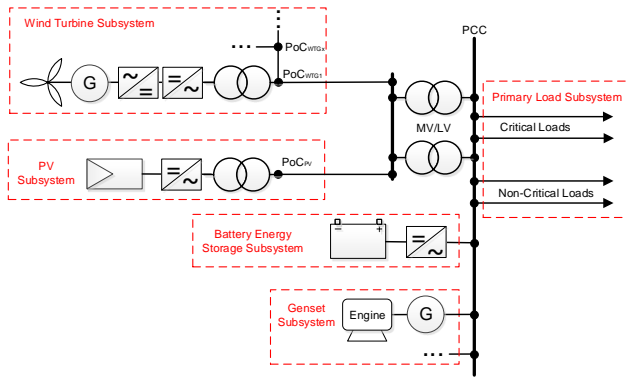 Wind Turbine Subsystem
PCC
...
PoCWTGx
G
PoCWTG1
Primary Load Subsystem
MV/LV
Critical Loads
PV
Subsystem
PoCPV
Non-Critical Loads
Battery Energy
Storage Subsystem
− +
Genset
Subsystem
Engine
G
...